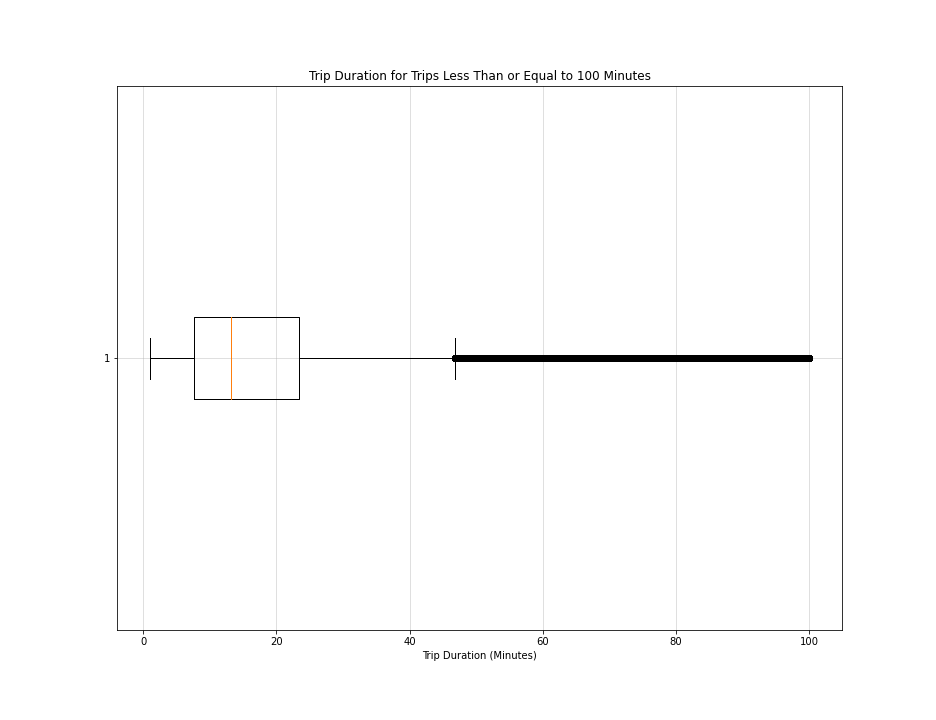 Trip Duration for Trips Less Than or Equal to 100 Minutes
1
0 20 40 60 80 100
Trip Duration (Minutes)